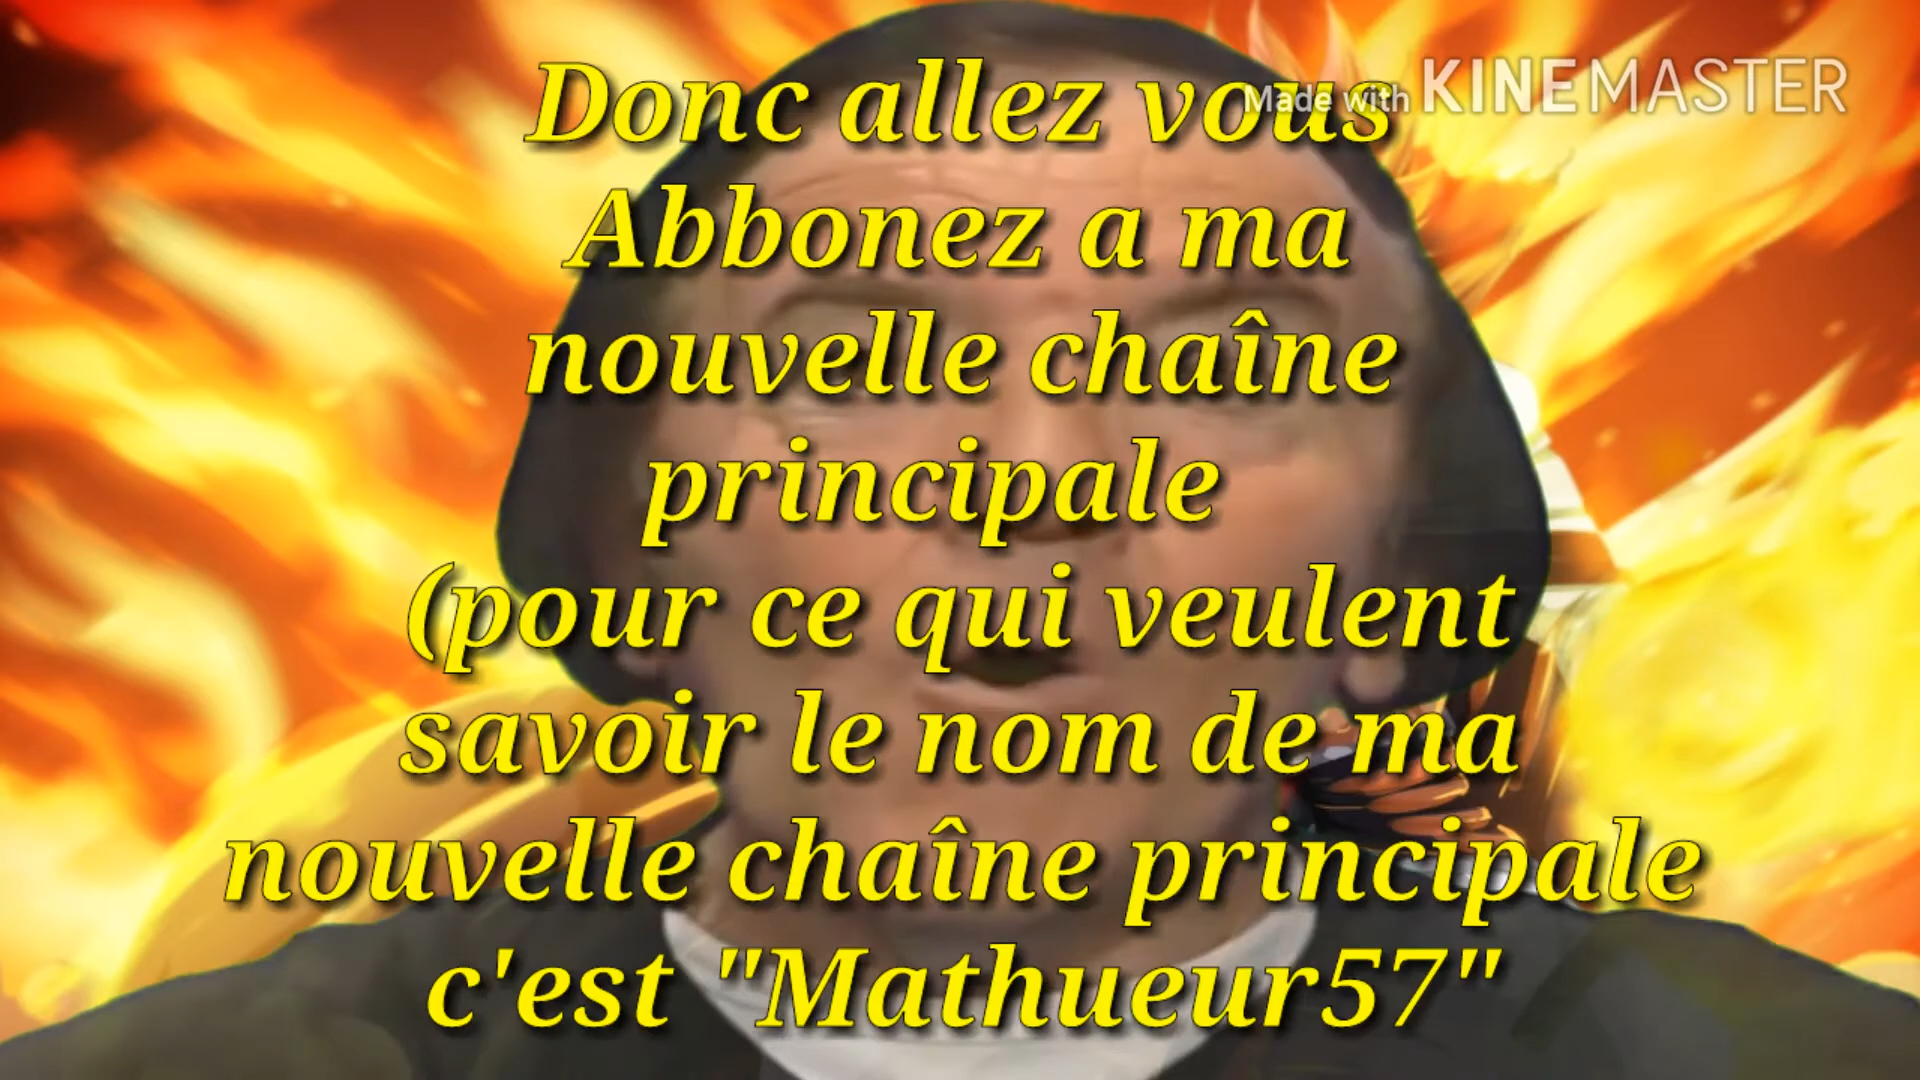 Made with KINEMASTER
Donc allez vous
Abbonez a ma
nouvelle chaîne
principale
(pour ce qui veulent
savoir le nom de ma
nouvelle chaîne principale
c'est "Mathueur57"